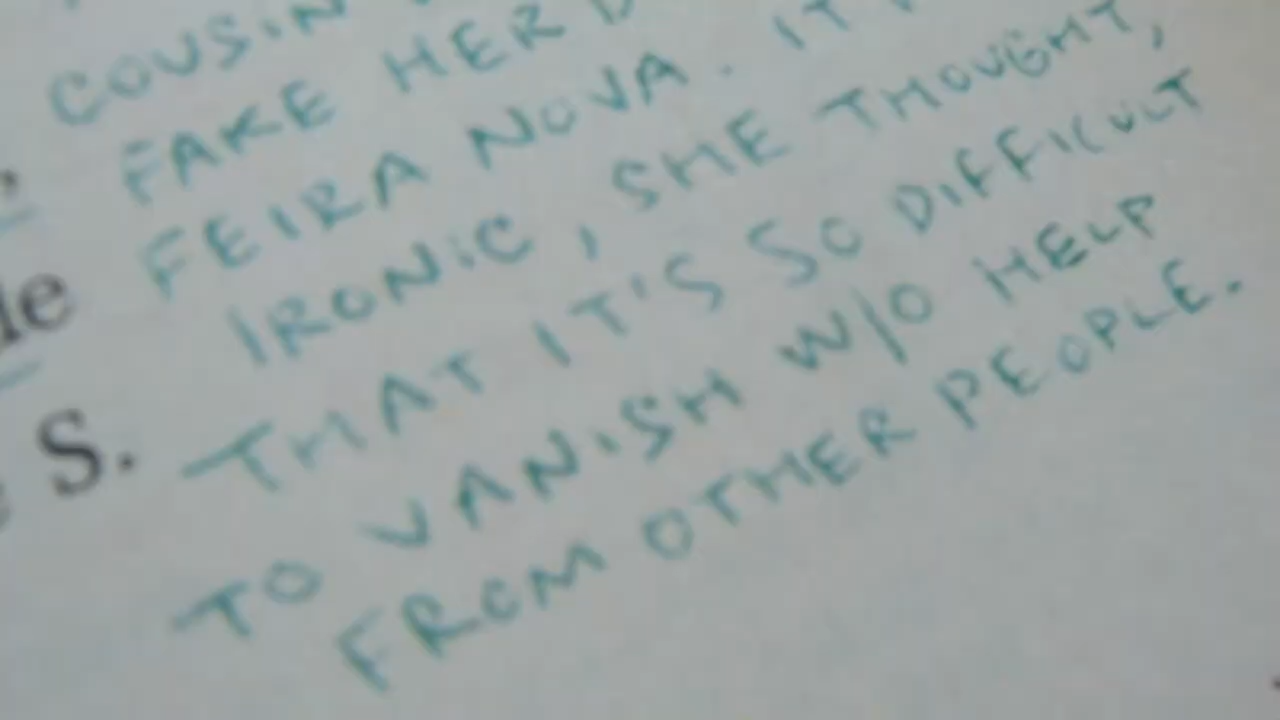 COUSIN
FAKE HER
FEIRA NOVA. IT
IRONIC, SHE THOUGHT,
THAT IT'S SO DIFFICULT
TO VANISH W/O HELP
FROM OTHER PEOPLE.
S.